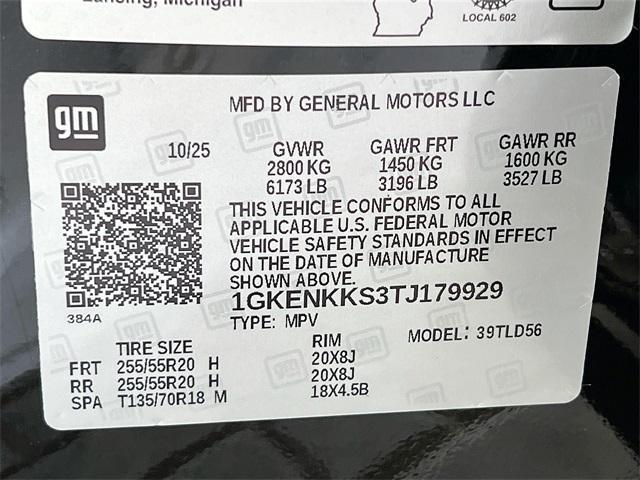 Lansing, Michigan
LOCAL 602
gm
MFD BY GENERAL MOTORS LLC
10/25
GVWR GAWR FRT GAWR RR
2800 KG 1450 KG 1600 KG
6173 LB 3196 LB 3527 LB
THIS VEHICLE CONFORMS TO ALL
APPLICABLE U.S. FEDERAL MOTOR
VEHICLE SAFETY STANDARDS IN EFFECT
ON THE DATE OF MANUFACTURE
SHOWN ABOVE.
1GKENKKS3TJ179929
384A
TYPE: MPV MODEL: 39TLD56
TIRE SIZE RIM
FRT 255/55R20 H 20X8J
RR 255/55R20 H 20X8J
SPA T135/70R18 M 18X4.5B